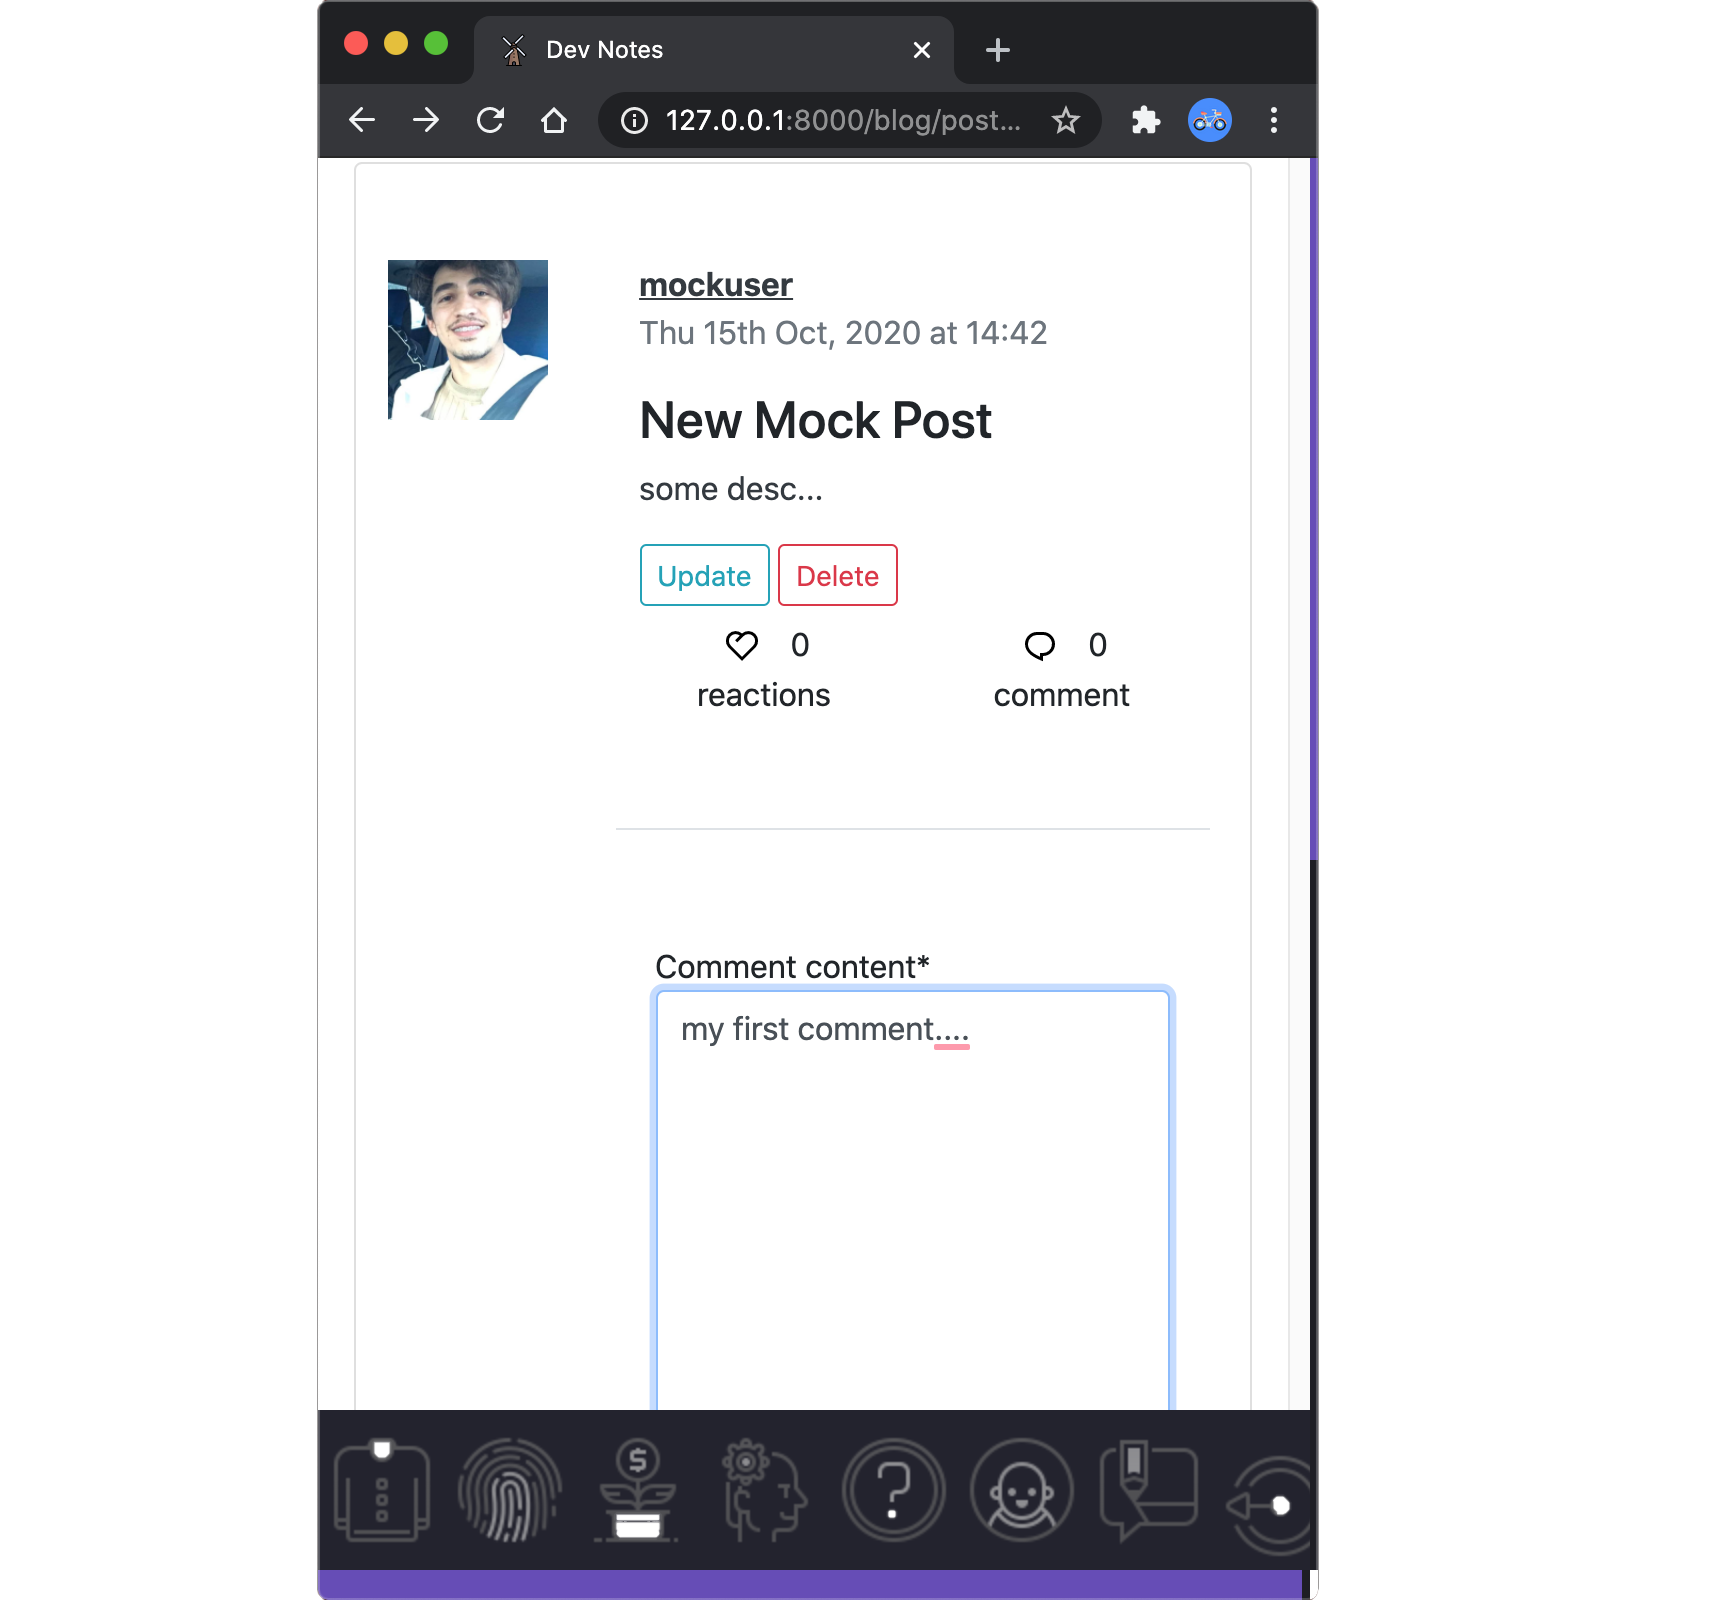 Dev Notes
127.0.0.1:8000/blog/post...
mockuser
Thu 15th Oct, 2020 at 14:42
New Mock Post
some desc...
Update Delete
0 0
reactions comment
Comment content*
my first comment....